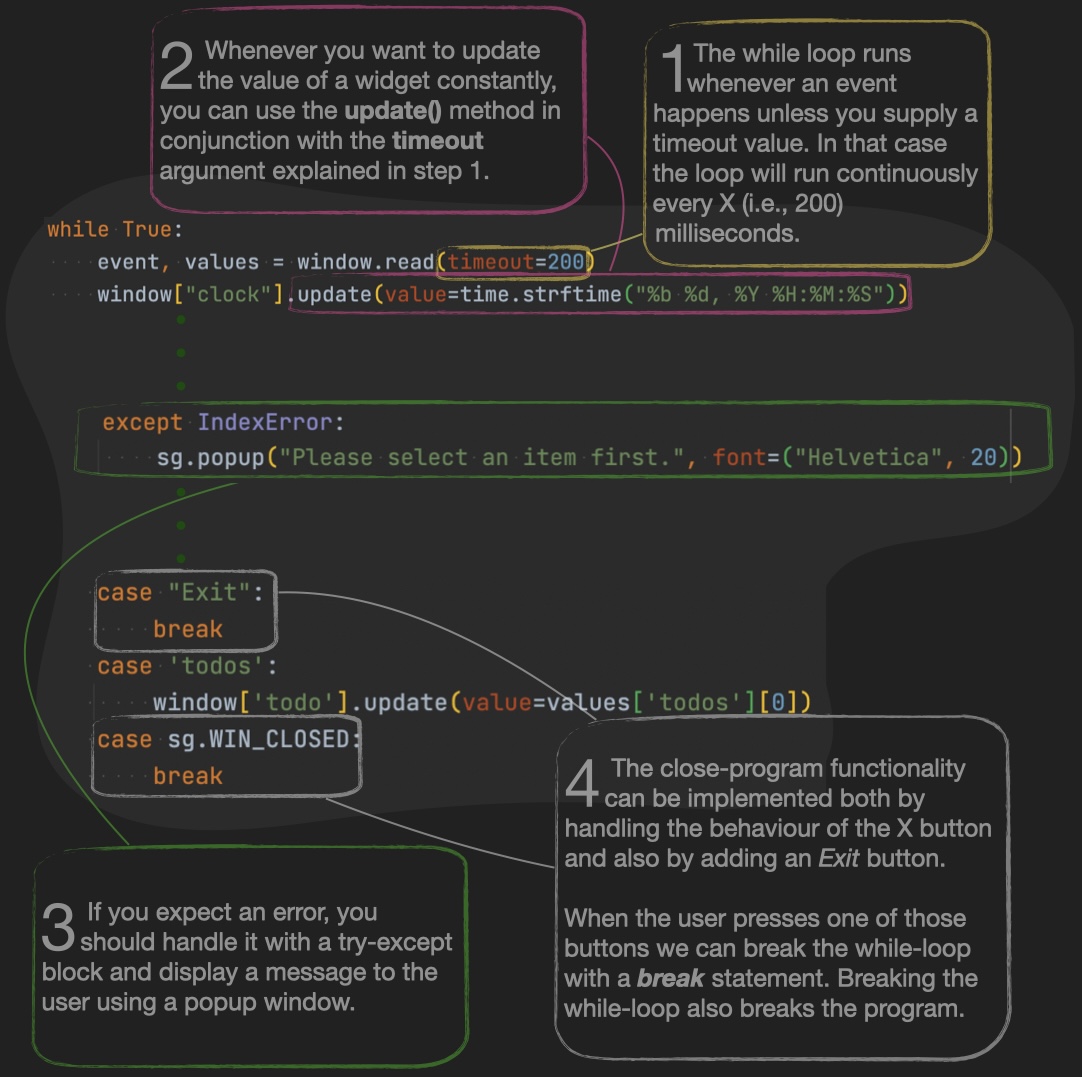 2 Whenever you want to update
the value of a widget constantly,
you can use the update() method in
conjunction with the timeout
argument explained in step 1.
1 The while loop runs
whenever an event
happens unless you supply a
timeout value. In that case
the loop will run continuously
every X (i.e., 200)
milliseconds.
while True:
event, values = window.read(timeout=200)
window["clock"].update(value=time.strftime("%b %d, %Y %H:%M:%S"))
except IndexError:
sg.popup("Please select an item first.", font=("Helvetica", 20))
case "Exit":
break
case 'todos':
window['todo'].update(value=values['todos'][0])
case sg.WIN_CLOSED:
break
3 If you expect an error, you
should handle it with a try-except
block and display a message to the
user using a popup window.
4 The close-program functionality
can be implemented both by
handling the behaviour of the X button
and also by adding an Exit button.
When the user presses one of those
buttons we can break the while-loop
with a break statement. Breaking the
while-loop also breaks the program.